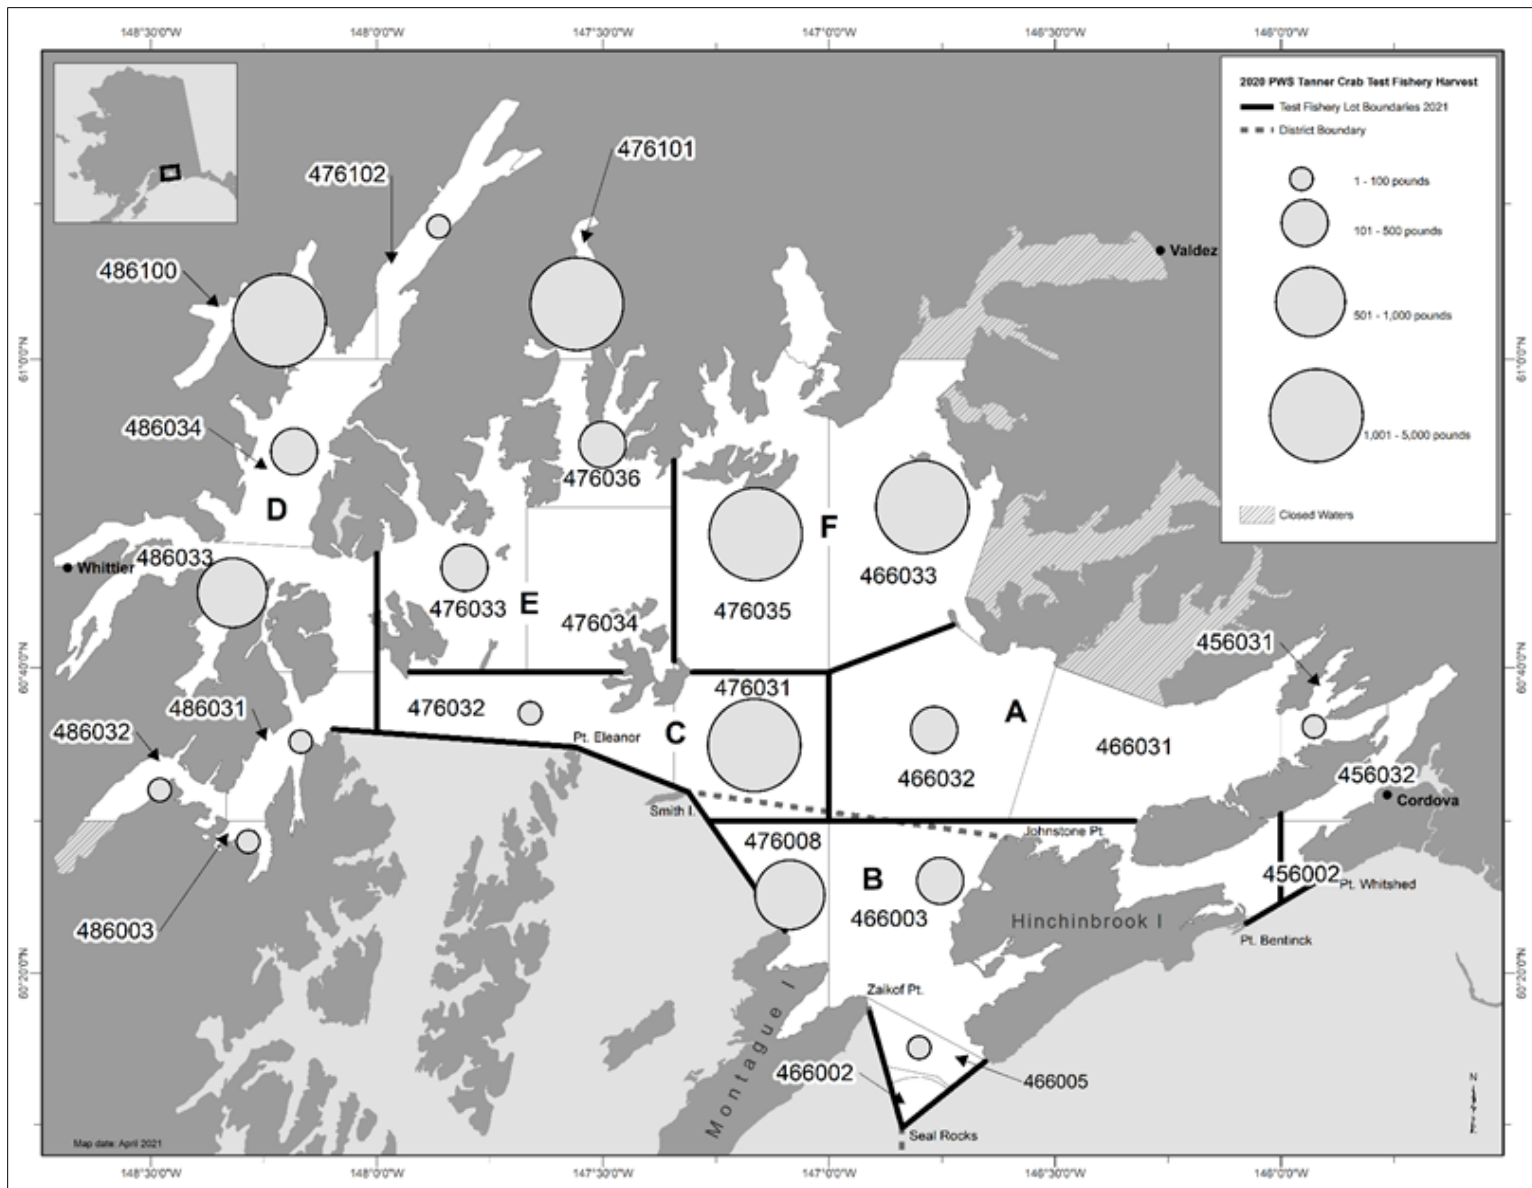 148°30'0"W 148°0'0"W 147°30'0"W 147°0'0"W 146°30'0"W 146°0'0"W
2020 PWS Tanner Crab Test Fishery Harvest
Test Fishery Lot Boundaries 2021
District Boundary
1 - 100 pounds
101 - 500 pounds
501 - 1,000 pounds
1,001 - 5,000 pounds
Closed Waters
476101
476102
486100
Valdez
61°0'0"N
61°0'0"N
486034
476036
D
F
486033
Whittier
476033
E
476034
476035
466033
456031
60°40'0"N
60°40'0"N
476031
476032
486031
486032
Pt. Eleanor
C
A
466031
466032
456032
Cordova
Smith I.
Johnstone Pt.
476008
B
466003
456002
Pt. Whitshed
486003
Hinchinbrook I
Pt. Bentinck
60°20'0"N
60°20'0"N
Zaikof Pt.
Montague I
466002
466005
N
Seal Rocks
Map date: April 2021
148°30'0"W 148°0'0"W 147°30'0"W 147°0'0"W 146°30'0"W 146°0'0"W